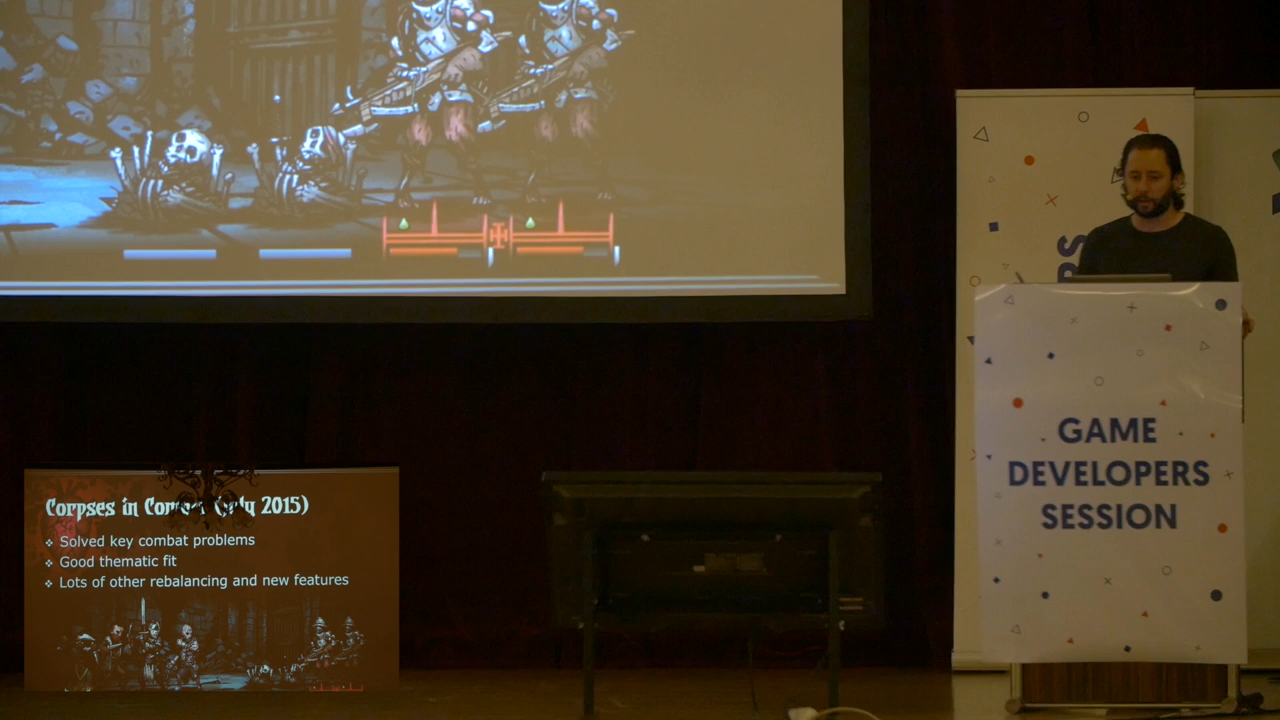 Corpses in Combat (July 2015)
❖ Solved key combat problems
❖ Good thematic fit
❖ Lots of other rebalancing and new features
RS
GAME
DEVELOPERS
SESSION